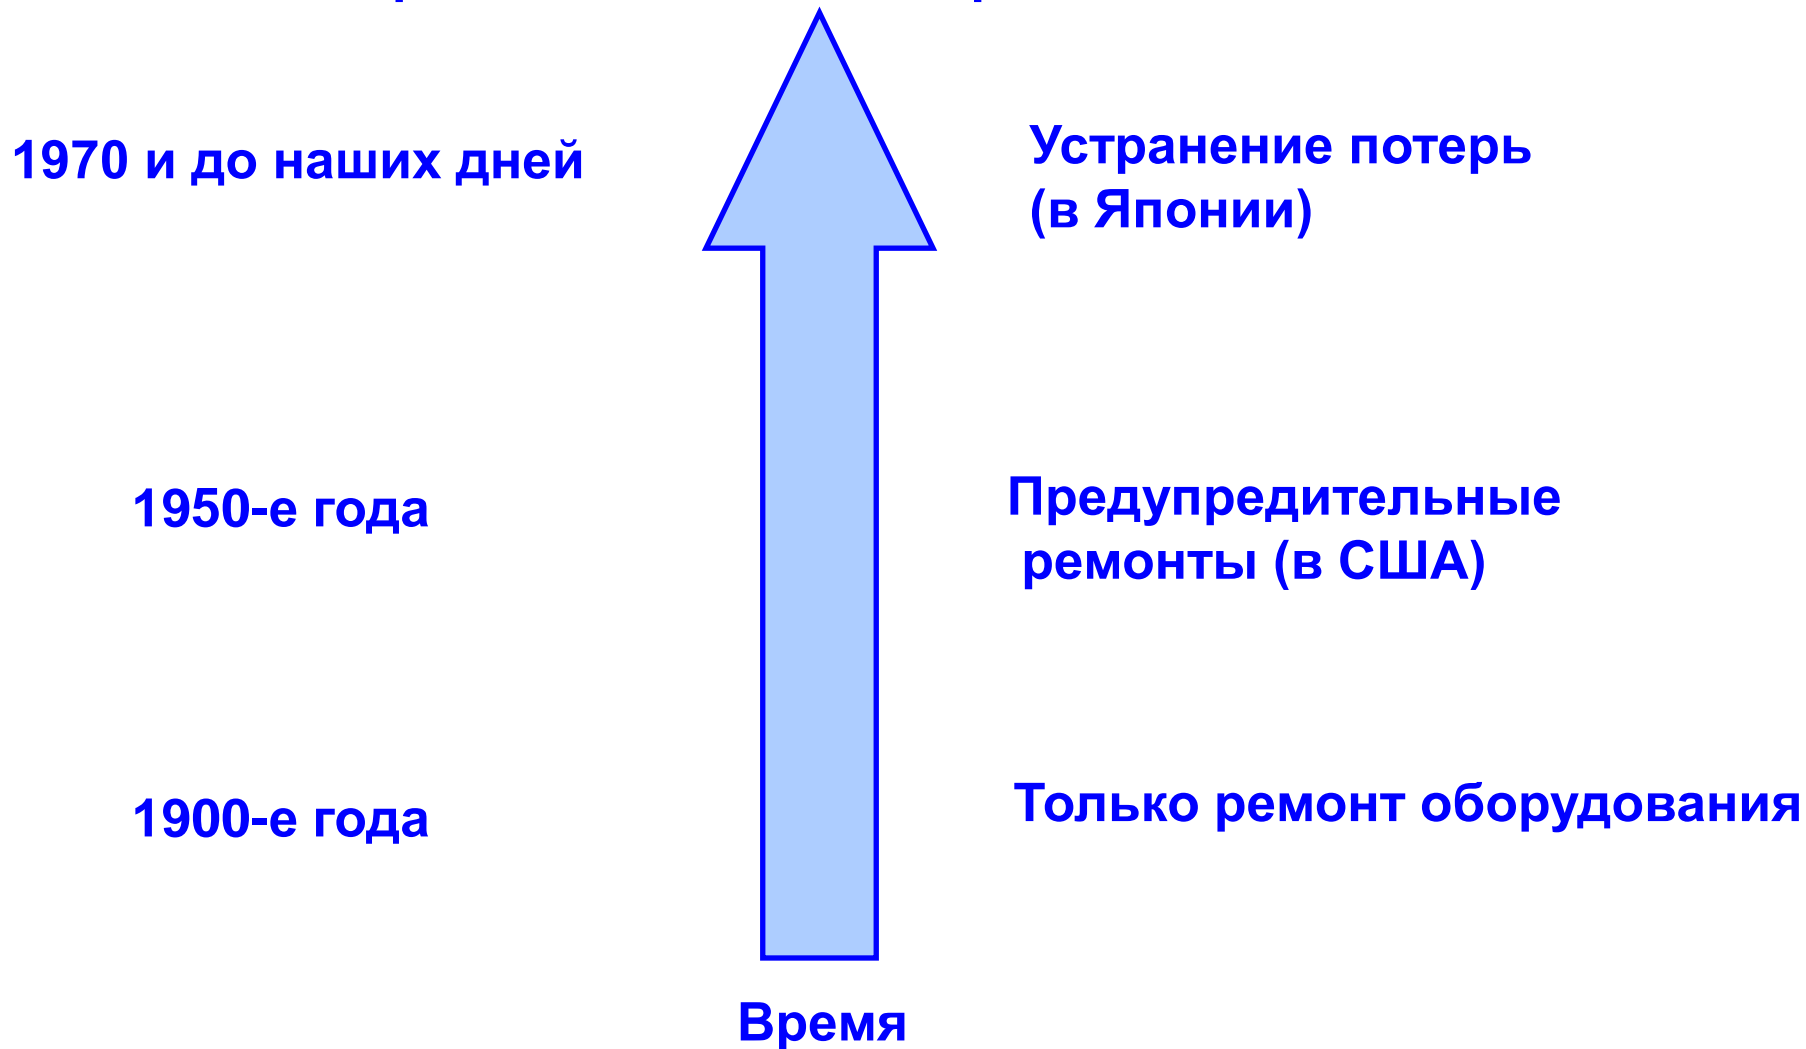 1970 и до наших дней
Устранение потерь
(в Японии)
1950-е года
Предупредительные
ремонты (в США)
1900-е года
Только ремонт оборудования
Время